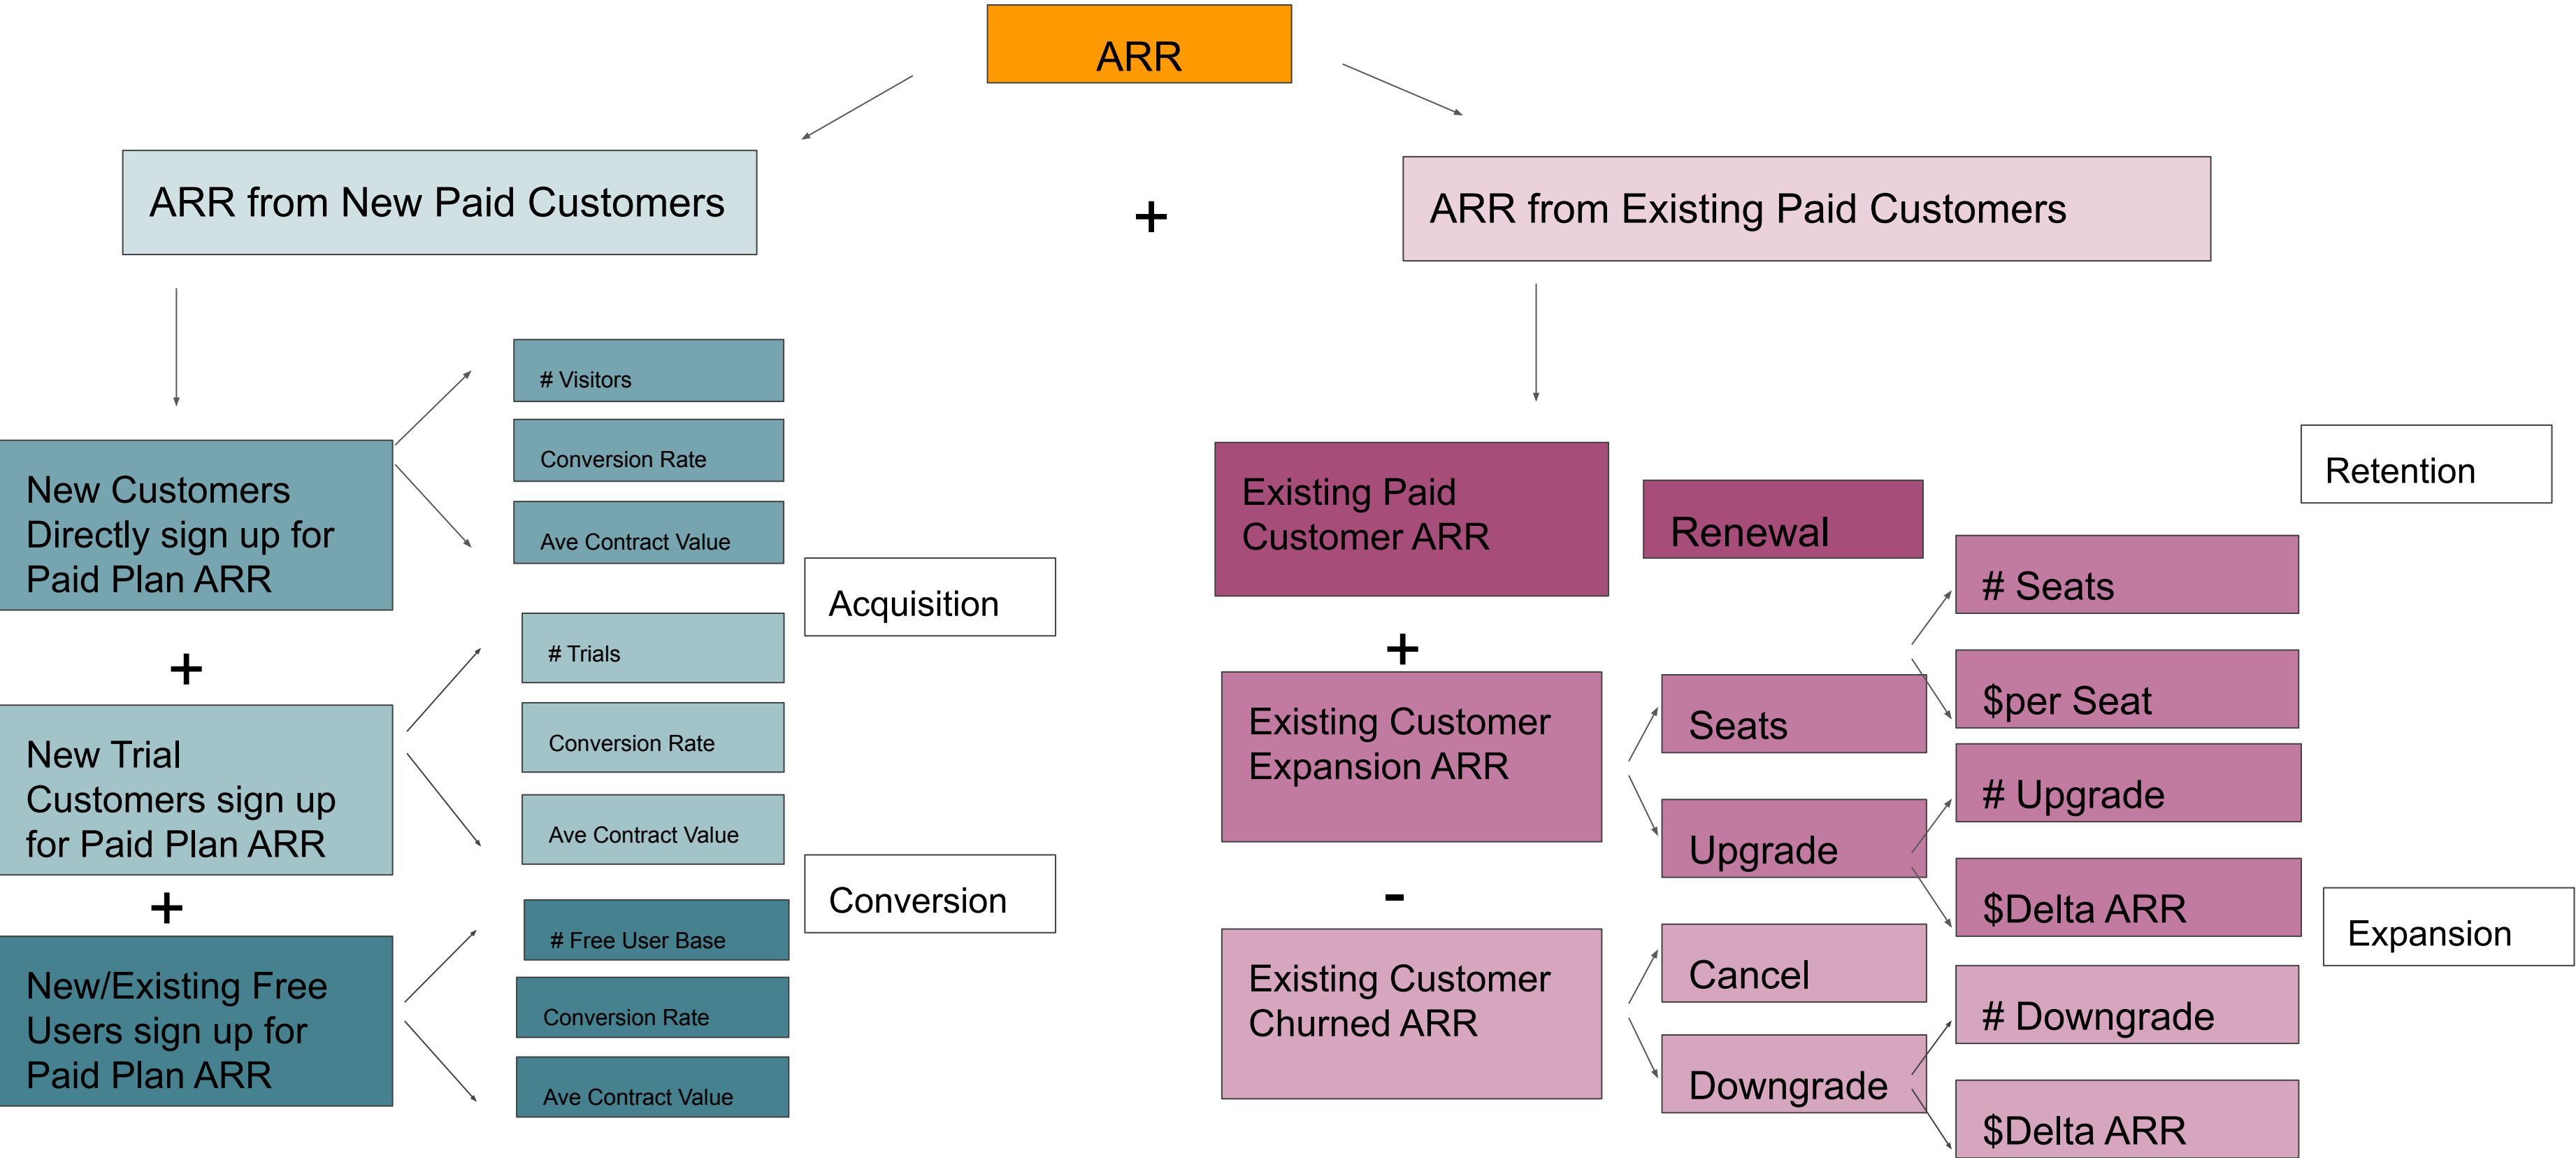 ARR
ARR from New Paid Customers
+
ARR from Existing Paid Customers
New Customers
Directly sign up for
Paid Plan ARR
# Visitors
Conversion Rate
Ave Contract Value
Acquisition
+
New Trial
Customers sign up
for Paid Plan ARR
# Trials
Conversion Rate
Ave Contract Value
Conversion
+
New/Existing Free
Users sign up for
Paid Plan ARR
# Free User Base
Conversion Rate
Ave Contract Value
Existing Paid
Customer ARR
Renewal
Retention
+
Existing Customer
Expansion ARR
Seats
# Seats
$per Seat
Upgrade
# Upgrade
$Delta ARR
Expansion
-
Existing Customer
Churned ARR
Cancel
Downgrade
# Downgrade
$Delta ARR